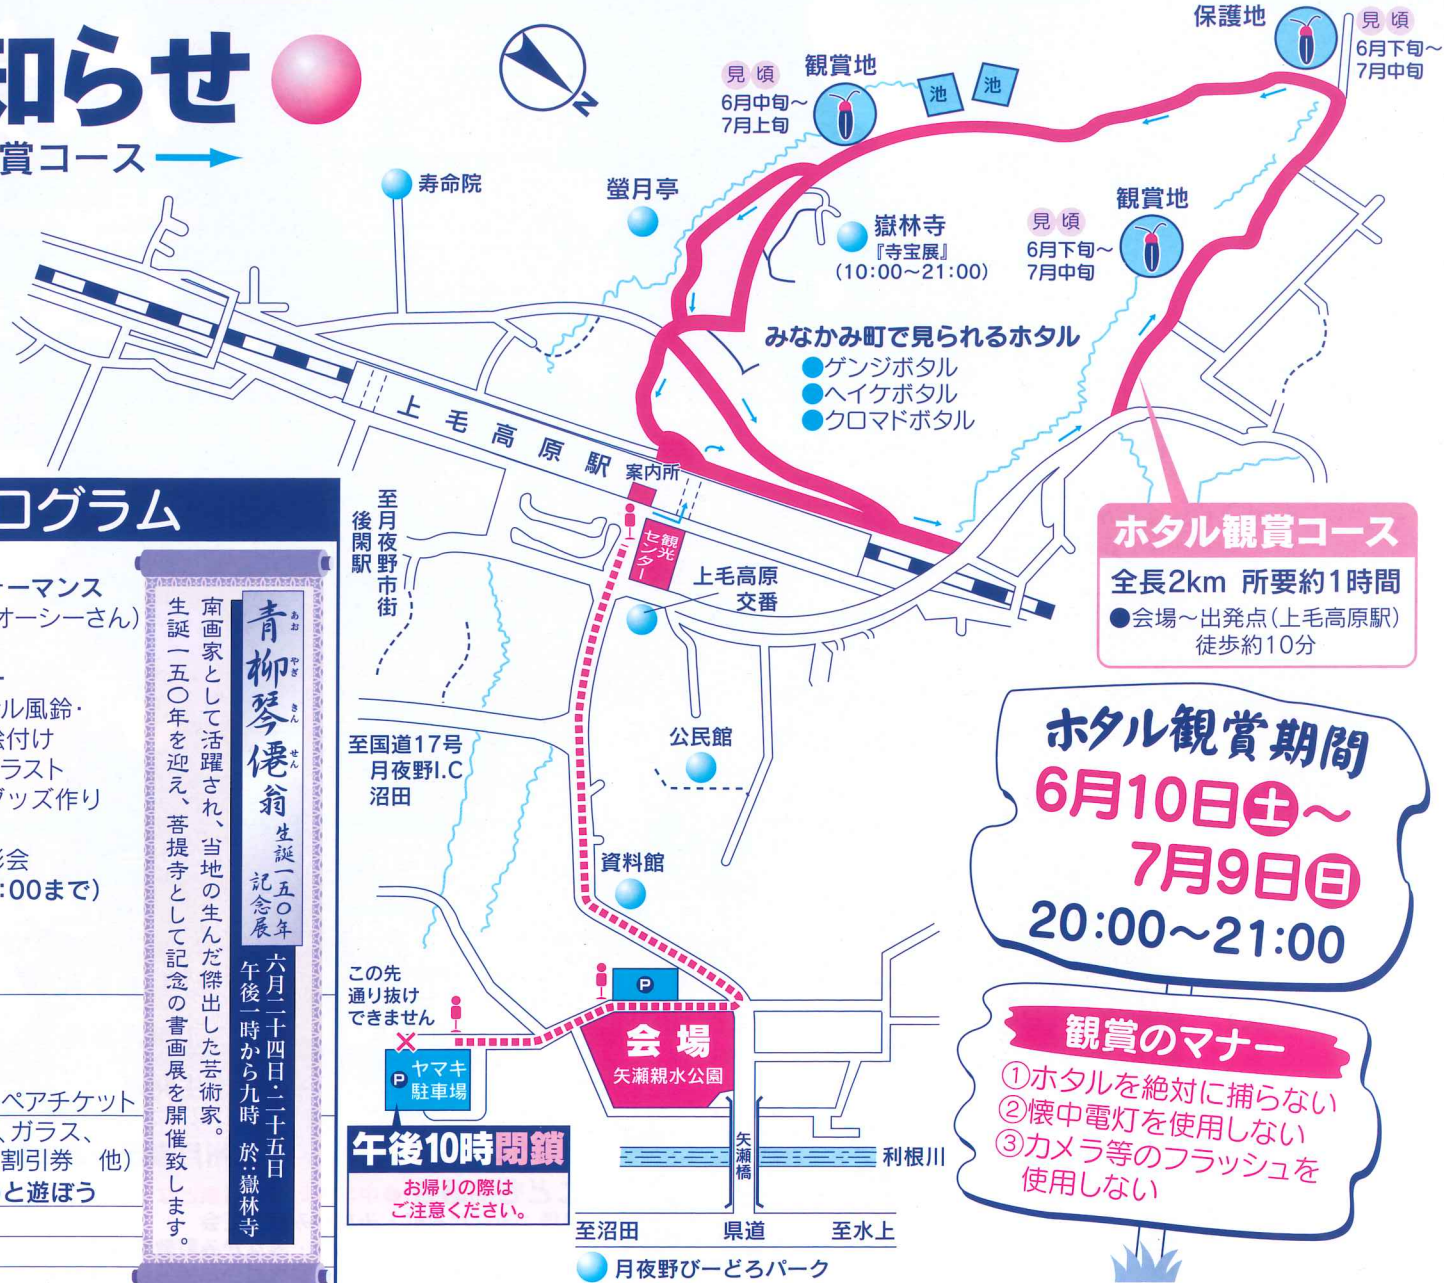 知らせ
賞コース
N
寿命院
螢月亭
見頃
6月中旬～
7月上旬
観賞地
池
池
保護地
見頃
6月下旬～
7月中旬
嶽林寺
『寺宝展』
(10:00～21:00)
見頃
6月下旬～
7月中旬
観賞地
みなかみ町で見られるホタル
●ゲンジボタル
●ヘイケボタル
●クロマドボタル
上毛高原駅
案内所
観光
センター
上毛高原
交番
至月夜野市街
後閑駅
至国道17号
月夜野I.C
沼田
公民館
資料館
この先
通り抜け
できません
P
P
ヤマキ
駐車場
午後10時閉鎖
お帰りの際は
ご注意ください。
会場
矢瀬親水公園
矢瀬橋
利根川
至沼田
県道
至水上
月夜野びーどろパーク
ホタル観賞コース
全長2km 所要約1時間
●会場～出発点(上毛高原駅)
徒歩約10分
ホタル観賞期間
6月10日土～
7月9日日
20:00～21:00
観賞のマナー
①ホタルを絶対に捕らない
②懐中電灯を使用しない
③カメラ等のフラッシュを
使用しない
ログラム
ォーマンス
オーシーさん)
ー
ル風鈴・
絵付け
ラスト
グッズ作り
影会
:00まで)
ペアチケット
、ガラス、
割引券 他)
と遊ぼう
青柳琴僊翁
あおやぎきんせん
生誕一五〇年
記念展
六月二十四日・二十五日
午後一時から九時 於:嶽林寺
南画家として活躍され、当地の生んだ傑出した芸術家。
生誕一五〇年を迎え、菩提寺として記念の書画展を開催致します。